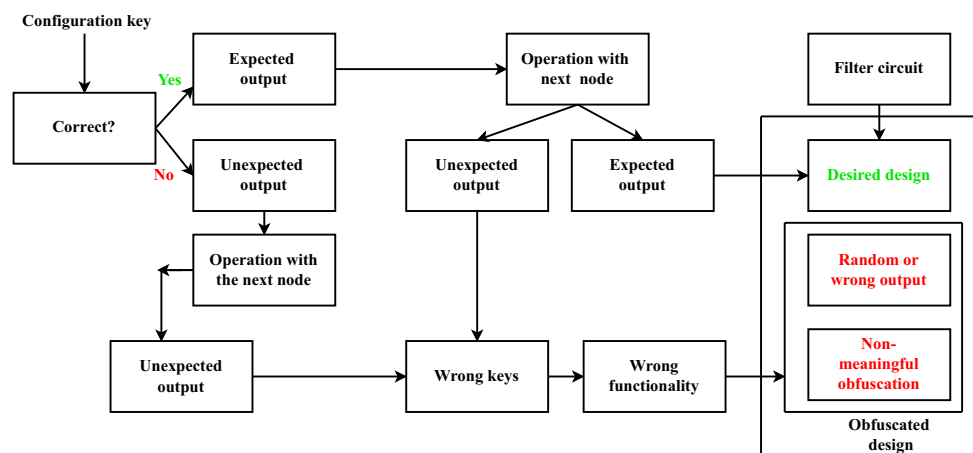 Configuration key
Correct?
Yes
No
Expected
output
Operation with
next node
Filter circuit
Unexpected
output
Unexpected
output
Expected
output
Desired design
Operation with
the next node
Random or
wrong output
Unexpected
output
Wrong keys
Wrong
functionality
Non-
meaningful
obfuscation
Obfuscated
design